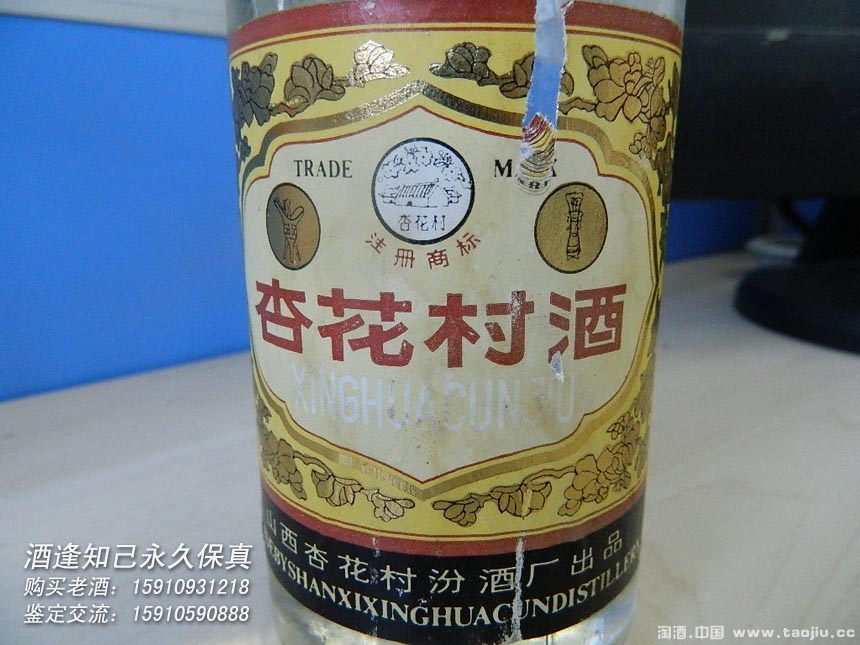 TRADE
杏花村
注册商标
杏花村酒
XINGHUACUNJIU
山西杏花村汾酒厂出品
BYSHANXIXINGHUACUNDISTILLERY
酒逢知己永久保真
购买老酒：15910931218
鉴定交流：15910590888
淘酒.中国 www.taojiu.cc